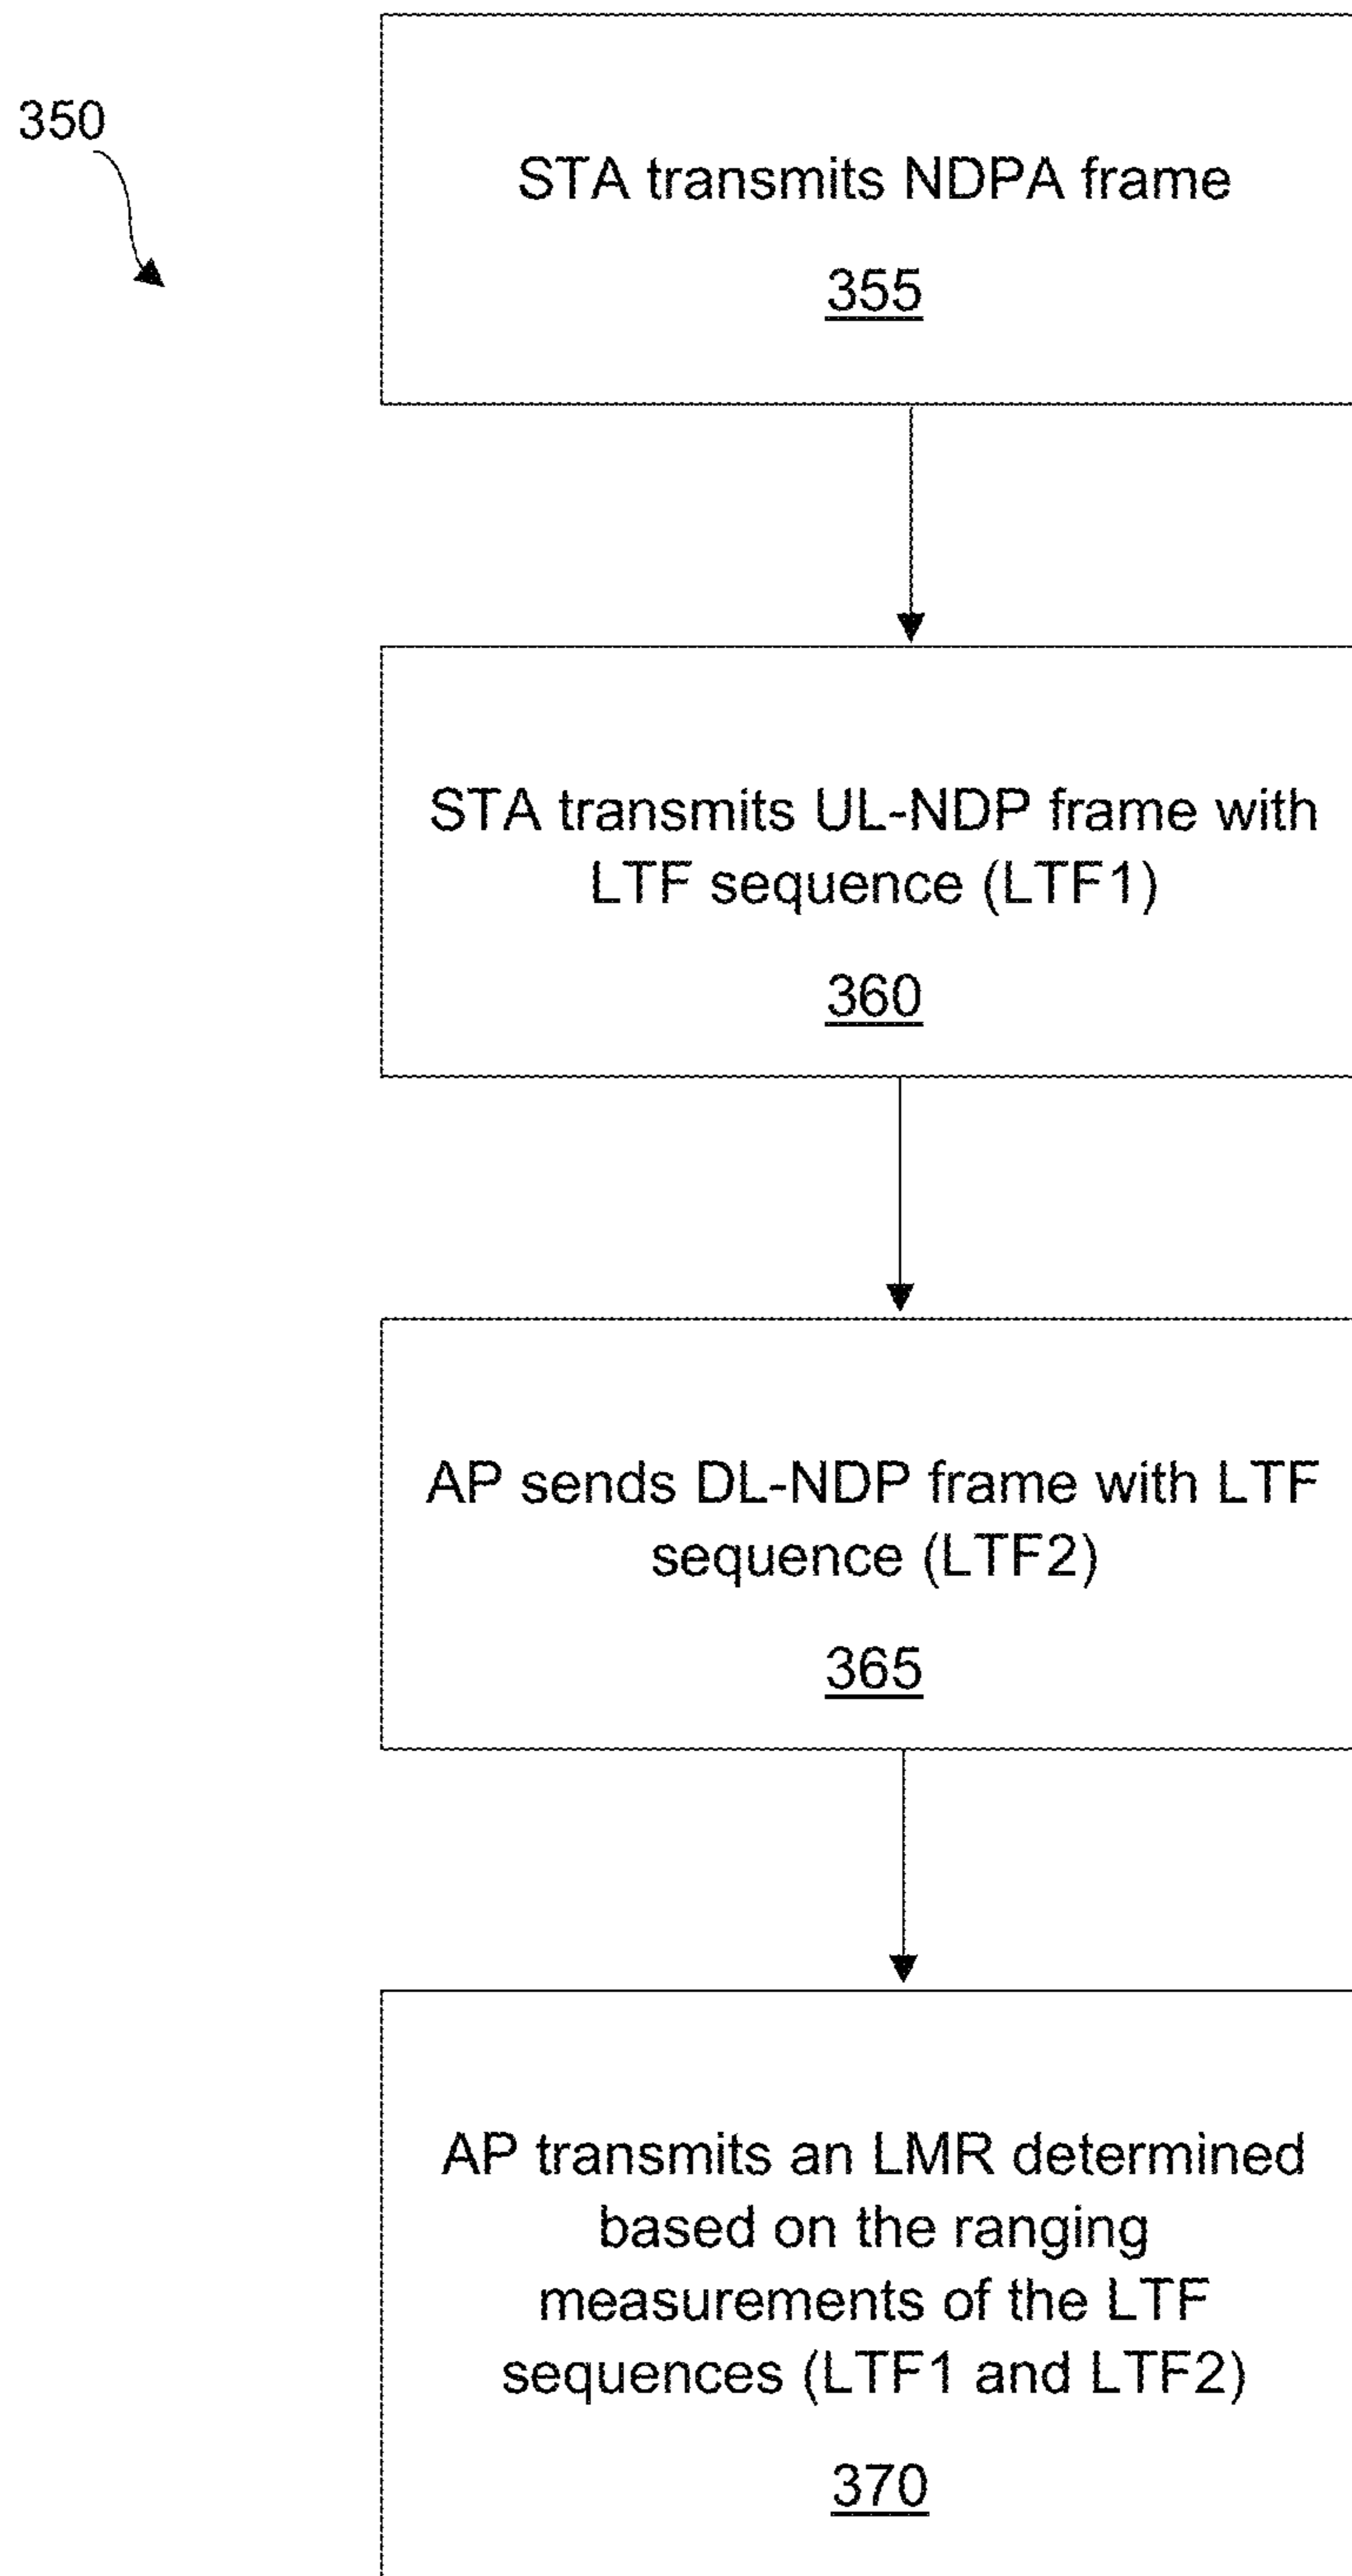 350
STA transmits NDPA frame
355
STA transmits UL-NDP frame with
LTF sequence (LTF1)
360
AP sends DL-NDP frame with LTF
sequence (LTF2)
365
AP transmits an LMR determined
based on the ranging
measurements of the LTF
sequences (LTF1 and LTF2)
370